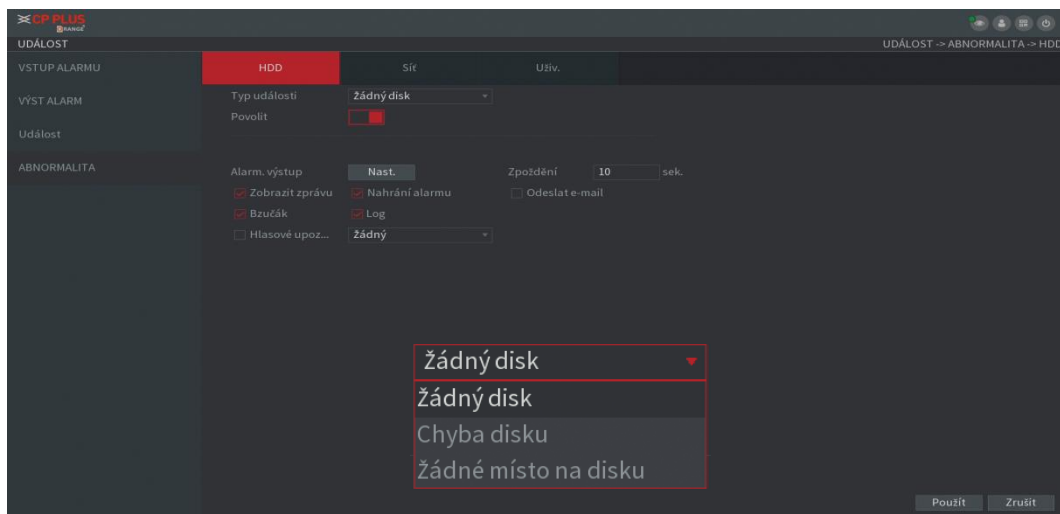 CP PLUS
ORANGE
UDÁLOST
UDÁLOST -> ABNORMALITA -> HDD
VSTUP ALARMU
HDD
Síť
Uživ.
VÝST ALARM
Typ události
Žádný disk
Povolit
Událost
ABNORMALITA
Alarm. výstup
Nast.
Zpoždění
10
sek.
Zobrazit zprávu
Nahrání alarmu
Odeslat e-mail
Bzučák
Log
Hlasové upoz...
Žádný
Žádný disk
Žádný disk
Chyba disku
Žádné místo na disku
Použít
Zrušit